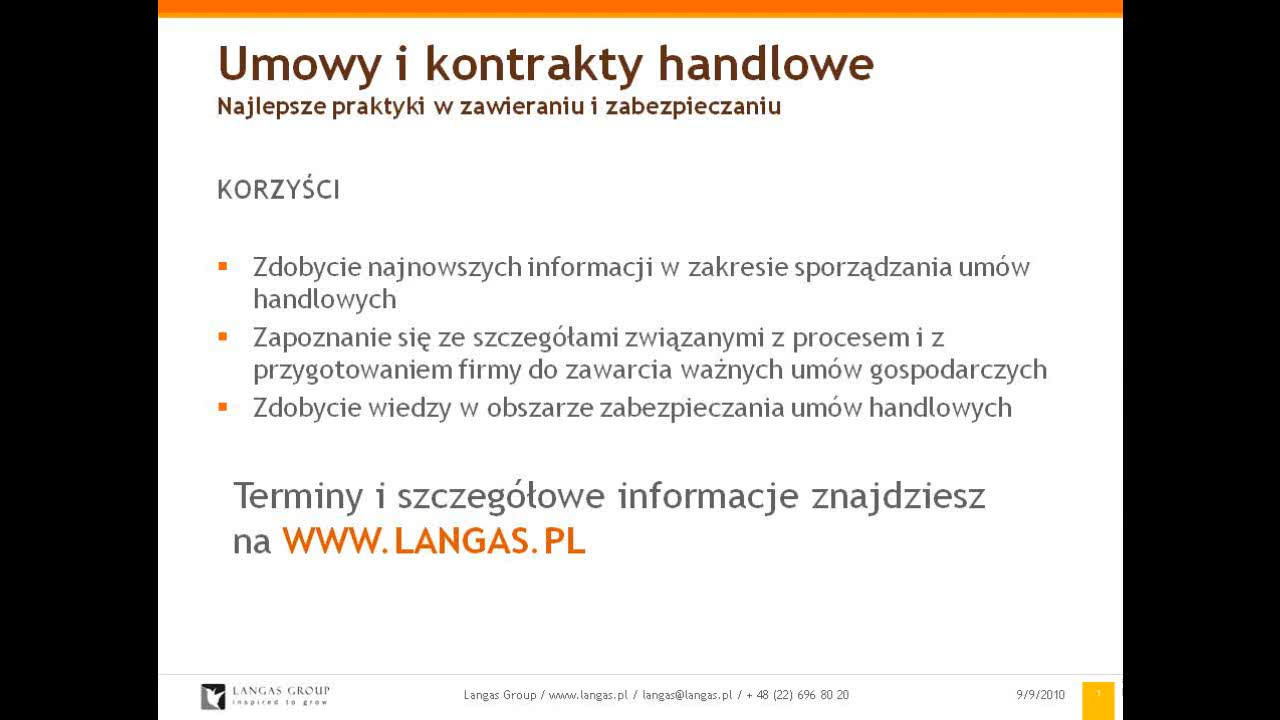 Umowy i kontrakty handlowe
Najlepsze praktyki w zawieraniu i zabezpieczaniu
KORZYŚCI
Zdobycie najnowszych informacji w zakresie sporządzania umów
handlowych
Zapoznanie się ze szczegółami związanymi z procesem i z
przygotowaniem firmy do zawarcia ważnych umów gospodarczych
Zdobycie wiedzy w obszarze zabezpieczania umów handlowych
Terminy i szczegółowe informacje znajdziesz
na WWW.LANGAS.PL
LANGAS GROUP
inspired to grow
Langas Group / www.langas.pl / langas@langas.pl / + 48 (22) 696 80 20
9/9/2010
1